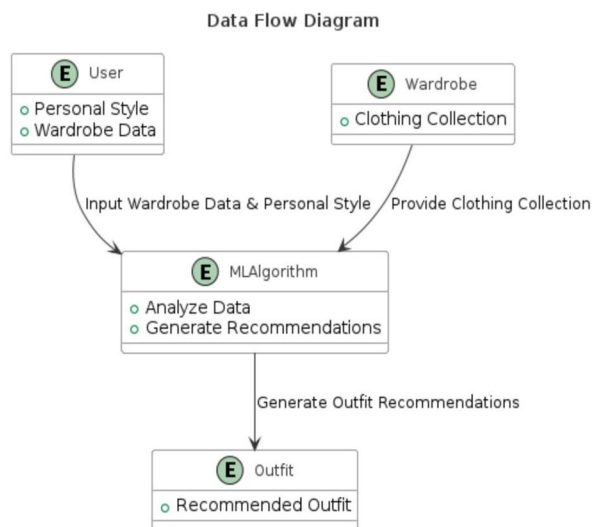 Data Flow Diagram
E User
Personal Style
Wardrobe Data
E Wardrobe
Clothing Collection
Input Wardrobe Data & Personal Style
Provide Clothing Collection
E MLAlgorithm
Analyze Data
Generate Recommendations
Generate Outfit Recommendations
E Outfit
Recommended Outfit